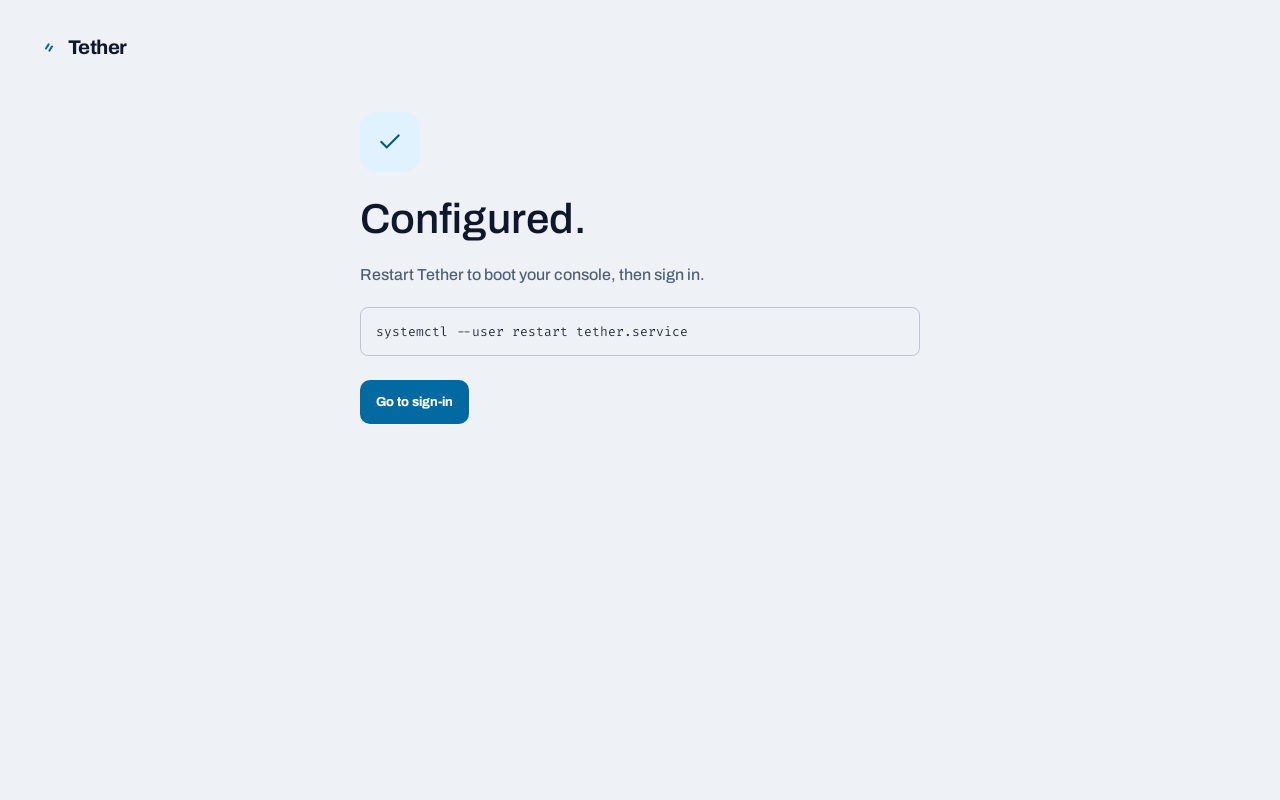 Tether
Configured.
Restart Tether to boot your console, then sign in.
systemctl --user restart tether.service
Go to sign-in